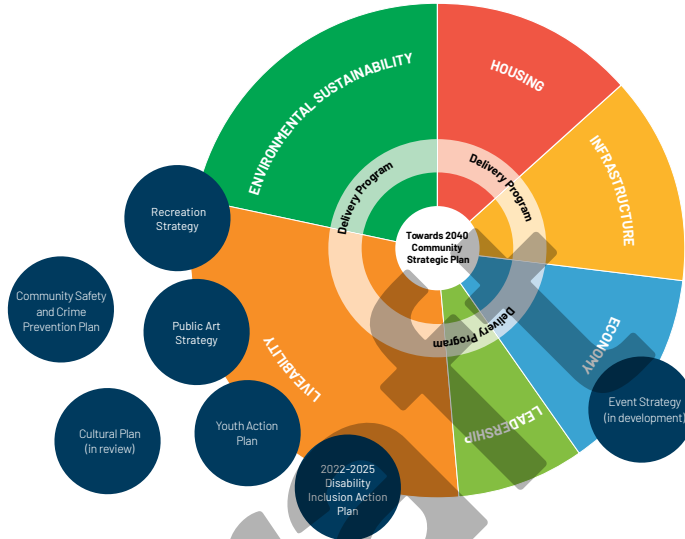 ENVIRONMENTAL SUSTAINABILITY
HOUSING
INFRASTRUCTURE
Delivery Program
Delivery Program
Towards 2040
Community
Strategic Plan
Delivery Program
ECONOMY
LEADERSHIP
LIVEABILITY
Recreation
Strategy
Community Safety
and Crime
Prevention Plan
Public Art
Strategy
Event Strategy
(in development)
Cultural Plan
(in review)
Youth Action
Plan
2022-2025
Disability
Inclusion Action
Plan